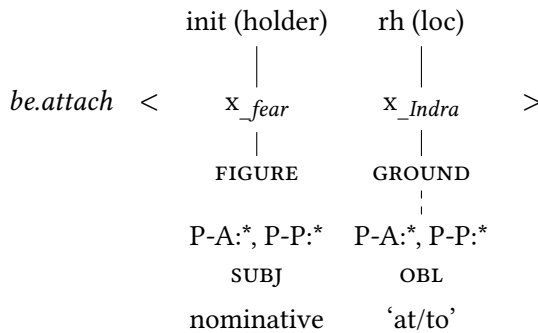 init (holder) rh (loc)
be.attach < x_fear x_Indra >
FIGURE GROUND
P-A:*, P-P:* P-A:*, P-P:*
SUBJ OBL
nominative ‘at/to’